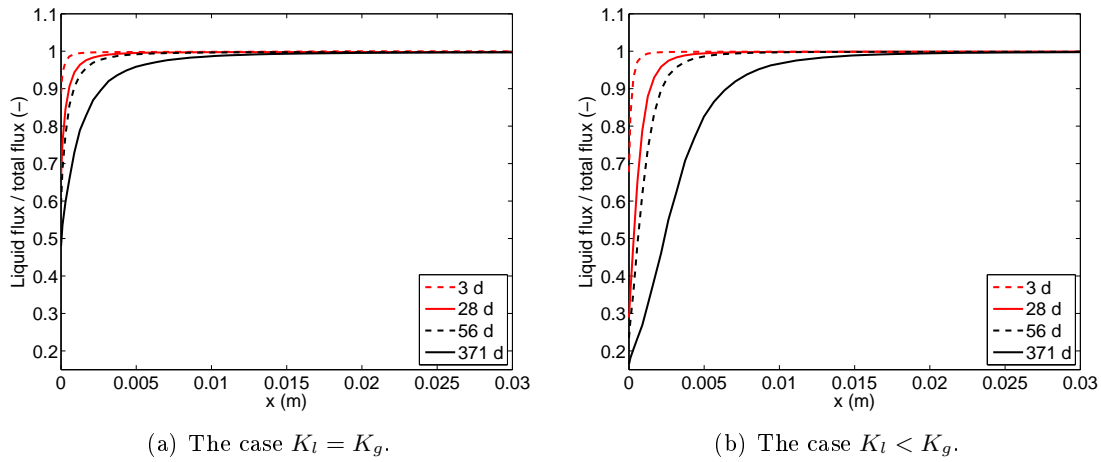 1.1
1
0.9
0.8
0.7
0.6
0.5
0.4
0.3
0.2
Liquid flux / total flux (−)
0 0.005 0.01 0.015 0.02 0.025 0.03
x (m)
3 d
28 d
56 d
371 d
(a) The case K_l = K_g.
1.1
1
0.9
0.8
0.7
0.6
0.5
0.4
0.3
0.2
Liquid flux / total flux (−)
0 0.005 0.01 0.015 0.02 0.025 0.03
x (m)
3 d
28 d
56 d
371 d
(b) The case K_l < K_g.